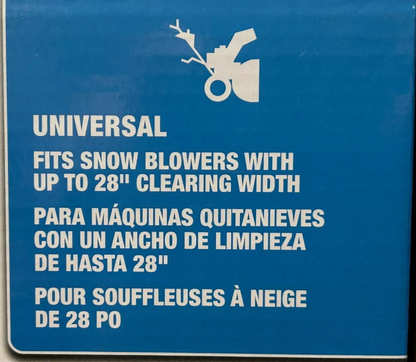 UNIVERSAL
FITS SNOW BLOWERS WITH
UP TO 28" CLEARING WIDTH
PARA MÁQUINAS QUITANIEVES
CON UN ANCHO DE LIMPIEZA
DE HASTA 28"
POUR SOUFFLEUSES À NEIGE
DE 28 PO